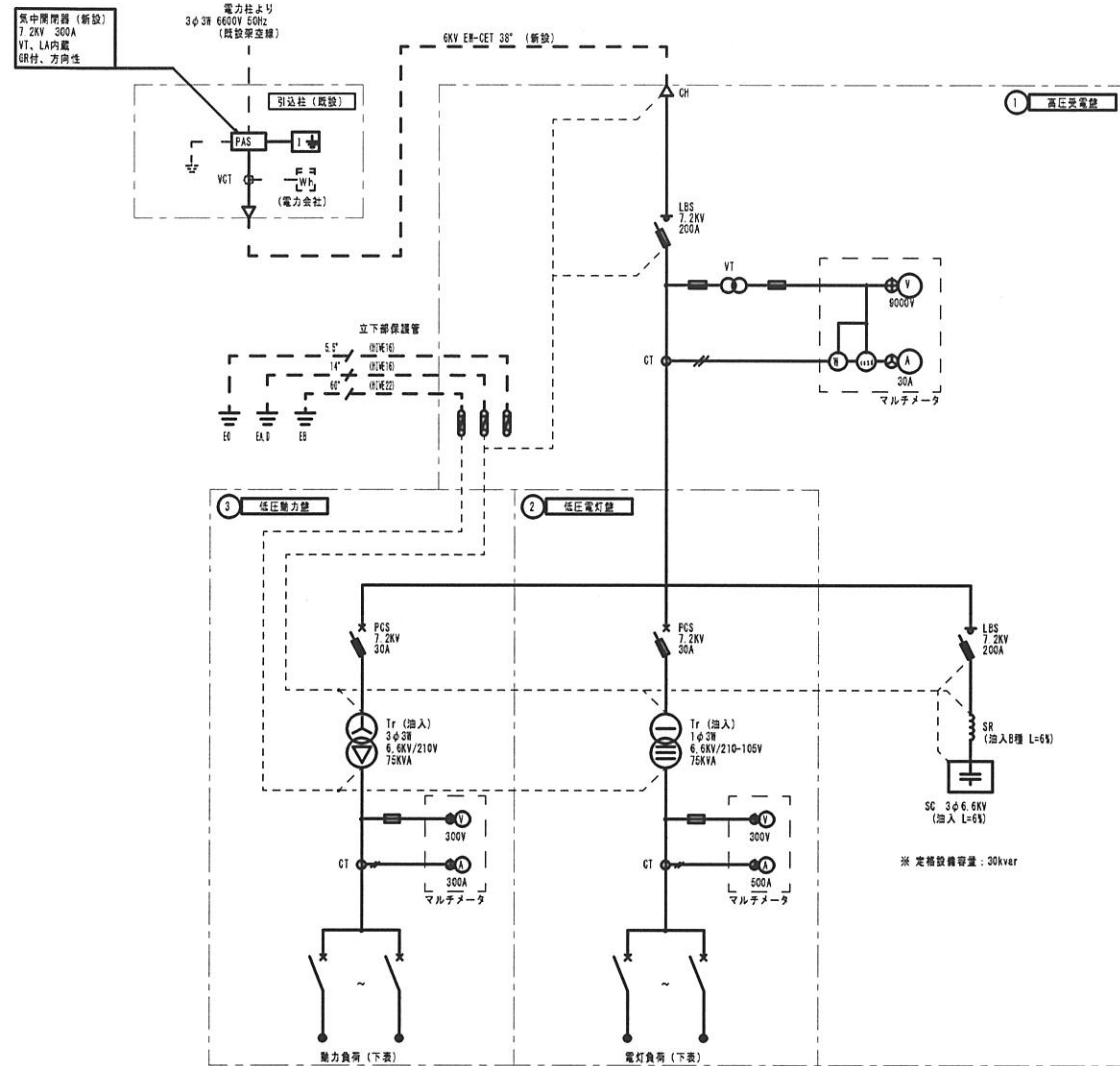 気中開閉器 (新設)
7.2KV 300A
VT、LA内蔵
GR付、方向性
電力柱より
3φ3W 6600V 50Hz
(既設架空線)
6KV EM-CET 38° (新設)
引込柱 (既設)
PAS
I
VCT
Wh
(電力会社)
CH
1 高圧受電盤
LBS
7.2KV
200A
VT
V
9000V
CT
W
A
30A
マルチメータ
立下部保護管
5.5° (HIVE16)
14° (HIVE16)
60° (HIVE22)
E0
EA,D
EB
3 低圧動力盤
2 低圧電灯盤
PCS
7.2KV
30A
PCS
7.2KV
30A
LBS
7.2KV
200A
Tr (油入)
3φ3W
6.6KV/210V
75KVA
Tr (油入)
1φ3W
6.6KV/210-105V
75KVA
SR
(油入B種 L=6%)
SC 3φ6.6KV
(油入 L=6%)
※ 定格設備容量:30kvar
V
300V
CT
A
300A
マルチメータ
V
300V
CT
A
500A
マルチメータ
~
~
動力負荷 (下表)
電灯負荷 (下表)